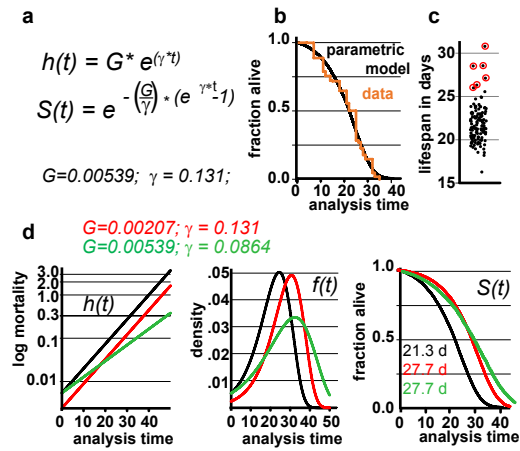 a
h(t) = G* e(γ*t)
S(t) = e - (G/γ) * (e γ*t -1)
G=0.00539; γ = 0.131;
b
fraction alive
1.0
0.5
0.0
parametric
model
data
0 10 20 30 40
analysis time
c
lifespan in days
30
25
20
15
d
G=0.00207; γ = 0.131
G=0.00539; γ = 0.0864
log mortality
3.0
2.0
1.0
0.3
0.1
0.01
h(t)
0 10 20 30 40
analysis time
density
.05
.04
.03
.02
.01
f(t)
0 10 20 30 40 50
analysis time
fraction alive
1.0
0.5
0.0
S(t)
21.3 d
27.7 d
27.7 d
0 20 40
analysis time